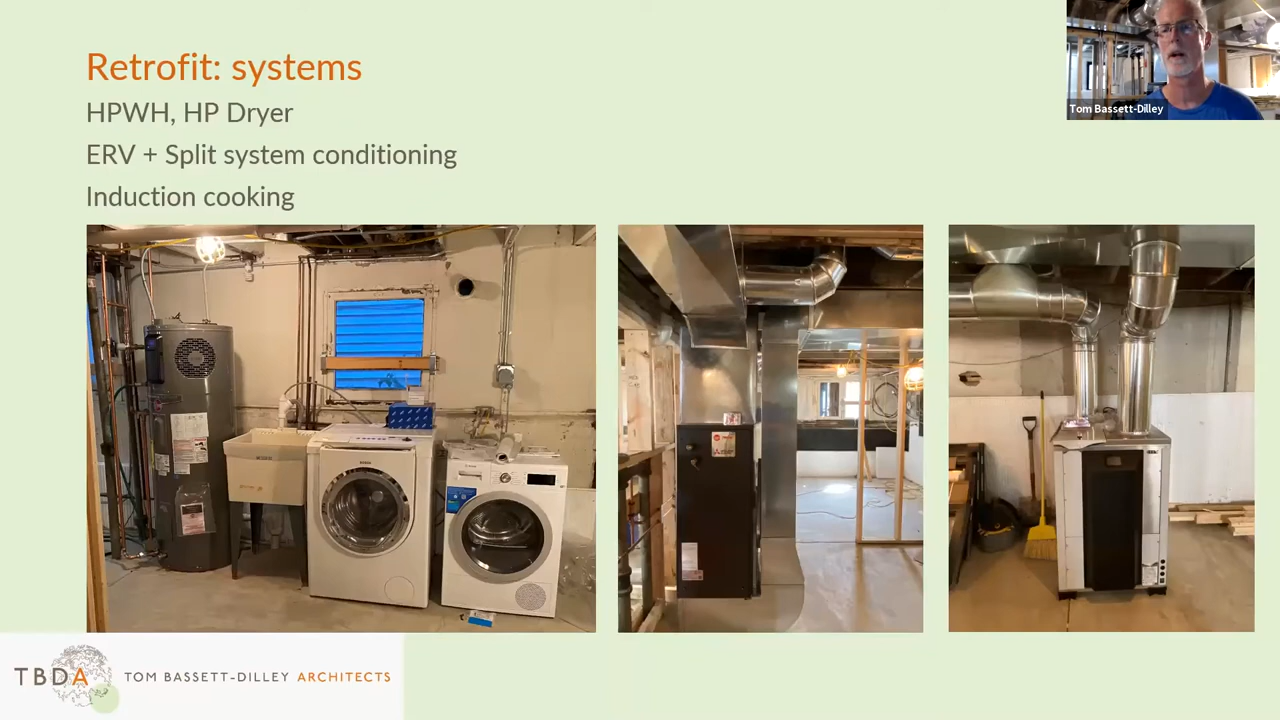 Retrofit: systems
HPWH, HP Dryer
ERV + Split system conditioning
Induction cooking
Tom Bassett-Dilley
TBDA
TOM BASSETT-DILLEY ARCHITECTS